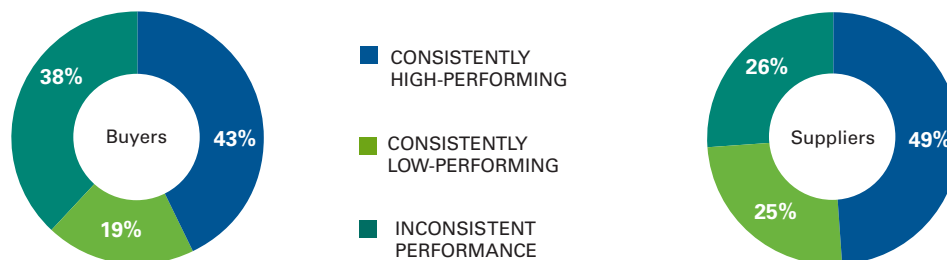 38%
Buyers
43%
19%
CONSISTENTLY
HIGH-PERFORMING
CONSISTENTLY
LOW-PERFORMING
INCONSISTENT
PERFORMANCE
26%
Suppliers
49%
25%